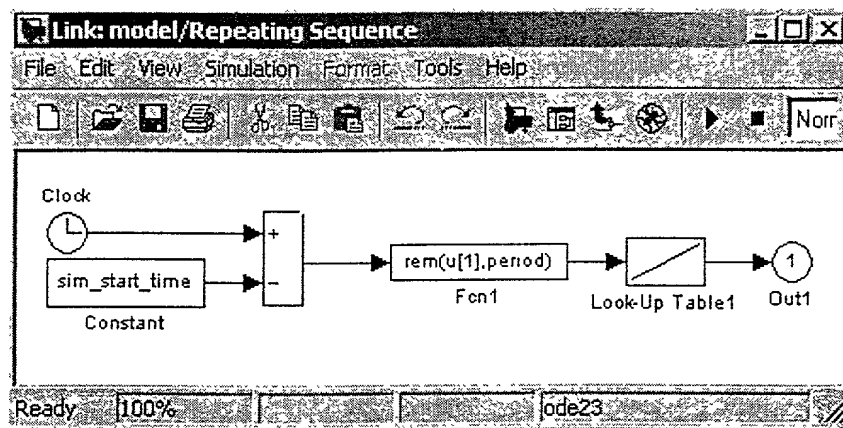 Link: model/Repeating Sequence
File Edit View Simulation Format Tools Help
Norr
Clock
+
sim_start_time
−
Constant
rem(u[1],period)
Fcn1
Look-Up Table1
1
Out1
Ready 100% ode23